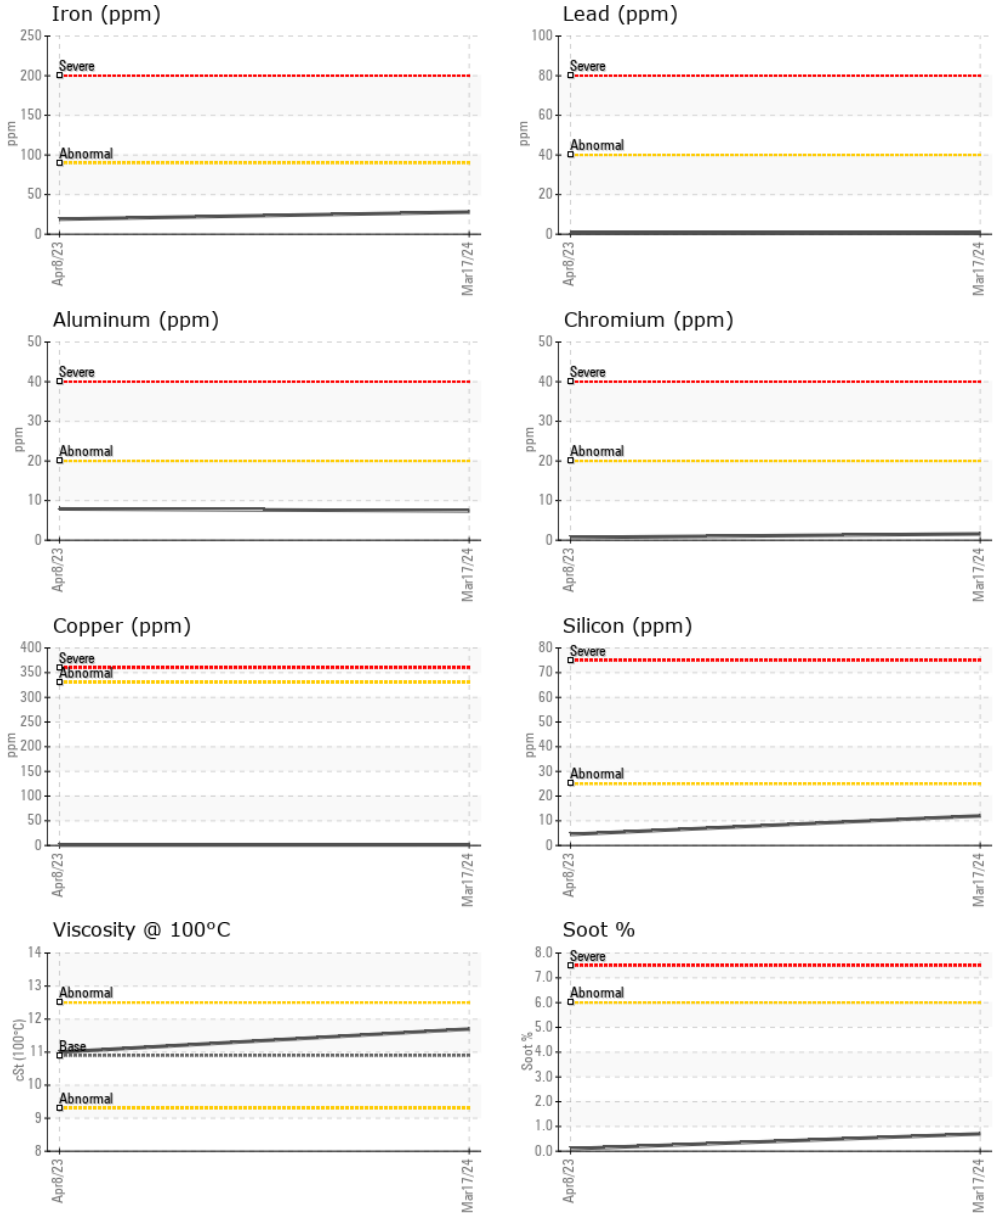 Iron (ppm)
250
200
150
100
50
0
ppm
Severe
Abnormal
Apr8/23
Mar17/24
Lead (ppm)
100
80
60
40
20
0
ppm
Severe
Abnormal
Apr8/23
Mar17/24
Aluminum (ppm)
50
40
30
20
10
0
ppm
Severe
Abnormal
Apr8/23
Mar17/24
Chromium (ppm)
50
40
30
20
10
0
ppm
Severe
Abnormal
Apr8/23
Mar17/24
Copper (ppm)
400
350
300
250
200
150
100
50
0
ppm
Severe
Abnormal
Apr8/23
Mar17/24
Silicon (ppm)
80
70
60
50
40
30
20
10
0
ppm
Severe
Abnormal
Apr8/23
Mar17/24
Viscosity @ 100°C
14
13
12
11
10
9
8
cSt (100°C)
Abnormal
Base
Abnormal
Apr8/23
Mar17/24
Soot %
8.0
7.0
6.0
5.0
4.0
3.0
2.0
1.0
0.0
Soot %
Severe
Abnormal
Apr8/23
Mar17/24